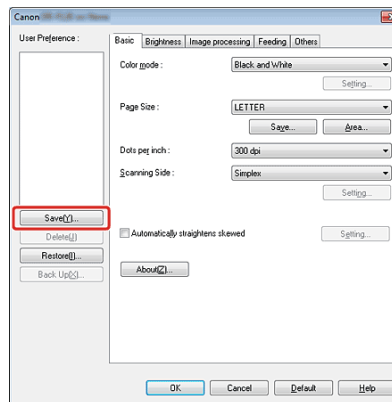 Canon
User Preference :
Save(Y)...
Delete(J)
Restore(I)...
Back Up(X)...
Basic Brightness Image processing Feeding Others
Color mode : Black and White
Setting...
Page Size : LETTER
Save... Area...
Dots per inch : 300 dpi
Scanning Side : Simplex
Setting...
Automatically straightens skewed Setting...
About(Z)...
OK Cancel Default Help